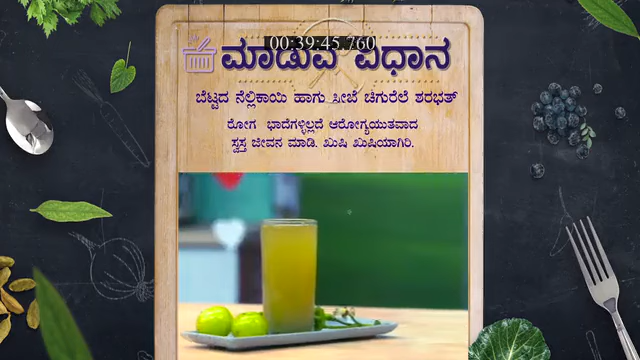 00:39:45.760
ಮಾಡುವ ವಿಧಾನ
ಬೆಟ್ಟದ ನೆಲ್ಲಿಕಾಯಿ ಹಾಗು ಸೀಬೆ ಚಿಗುರೆಲೆ ಶರಭತ್
ರೋಗ ಭಾದೆಗಳ್ಳಿಲ್ಲದೆ ಆರೋಗ್ಯಯುತವಾದ
ಸ್ವಸ್ತ ಜೀವನ ಮಾಡಿ. ಖುಷಿ ಖುಷಿಯಾಗಿರಿ.